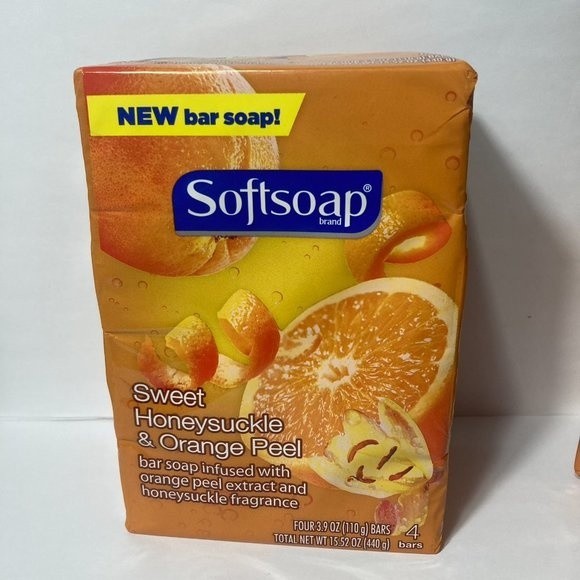 NEW bar soap!
Softsoap®
brand
Sweet
Honeysuckle
& Orange Peel
bar soap infused with
orange peel extract and
honeysuckle fragrance
FOUR 3.9 OZ (110 g) BARS
TOTAL NET WT 15.52 OZ (440 g)
4
bars